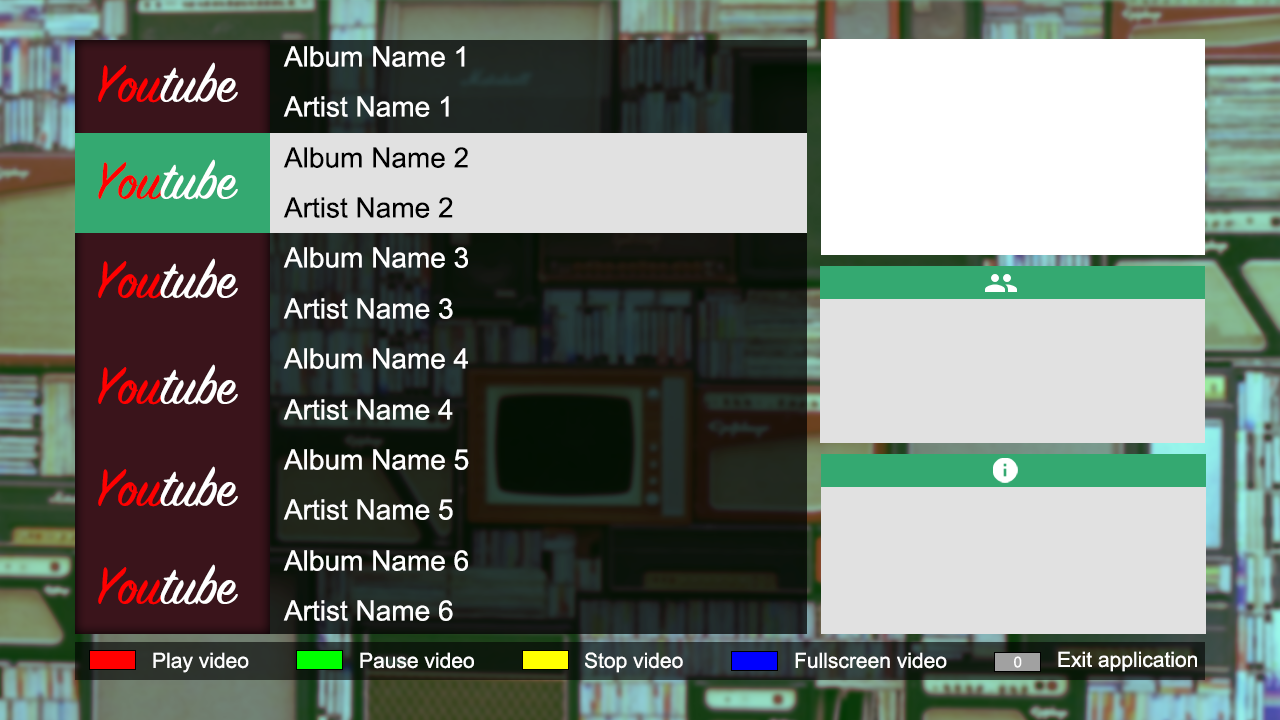 Youtube
Album Name 1
Artist Name 1
Youtube
Album Name 2
Artist Name 2
Youtube
Album Name 3
Artist Name 3
Youtube
Album Name 4
Artist Name 4
Youtube
Album Name 5
Artist Name 5
Youtube
Album Name 6
Artist Name 6
Play video
Pause video
Stop video
Fullscreen video
0
Exit application